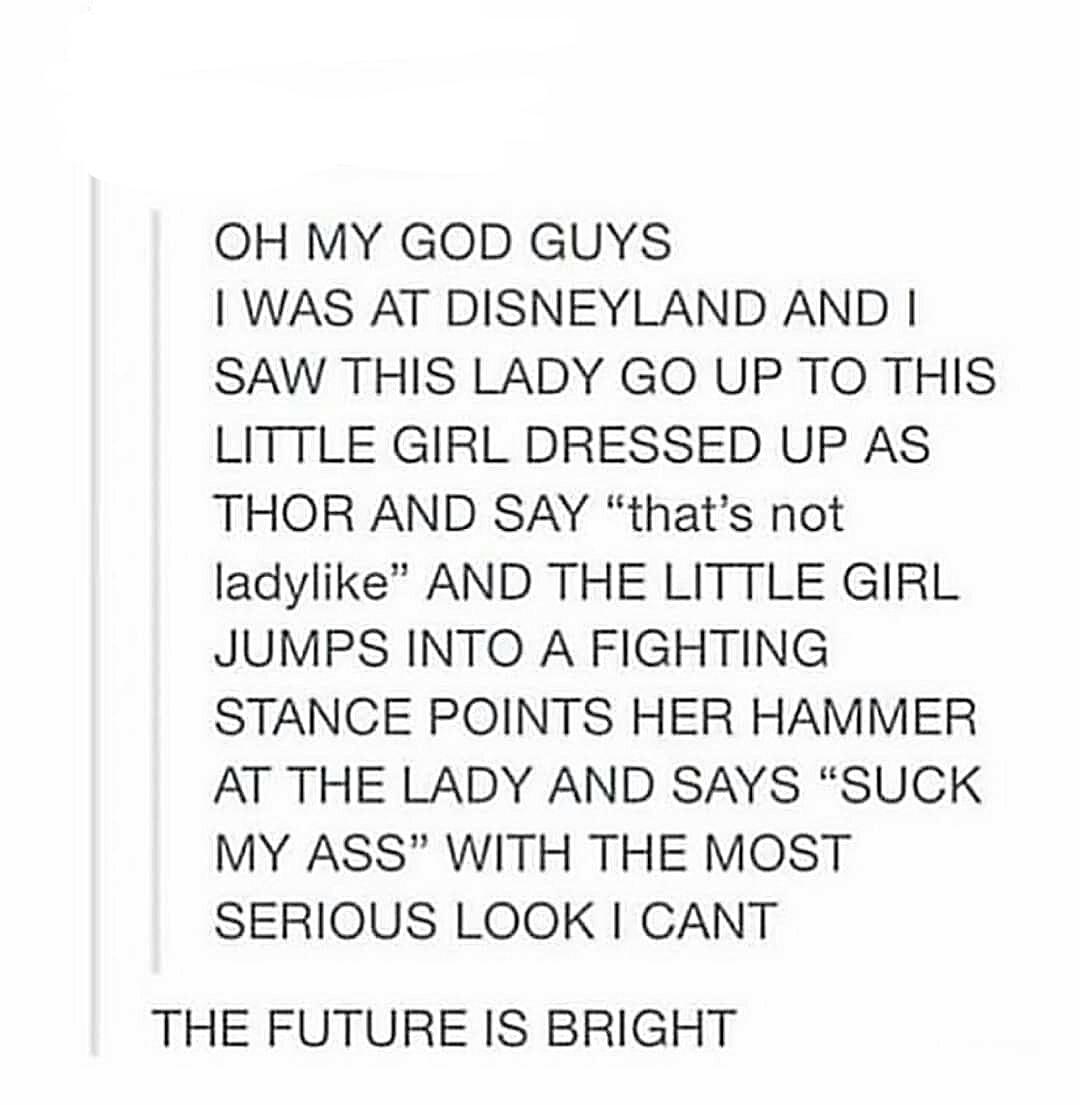 OH MY GOD GUYS
I WAS AT DISNEYLAND AND I
SAW THIS LADY GO UP TO THIS
LITTLE GIRL DRESSED UP AS
THOR AND SAY “that’s not
ladylike” AND THE LITTLE GIRL
JUMPS INTO A FIGHTING
STANCE POINTS HER HAMMER
AT THE LADY AND SAYS “SUCK
MY ASS” WITH THE MOST
SERIOUS LOOK I CANT
THE FUTURE IS BRIGHT